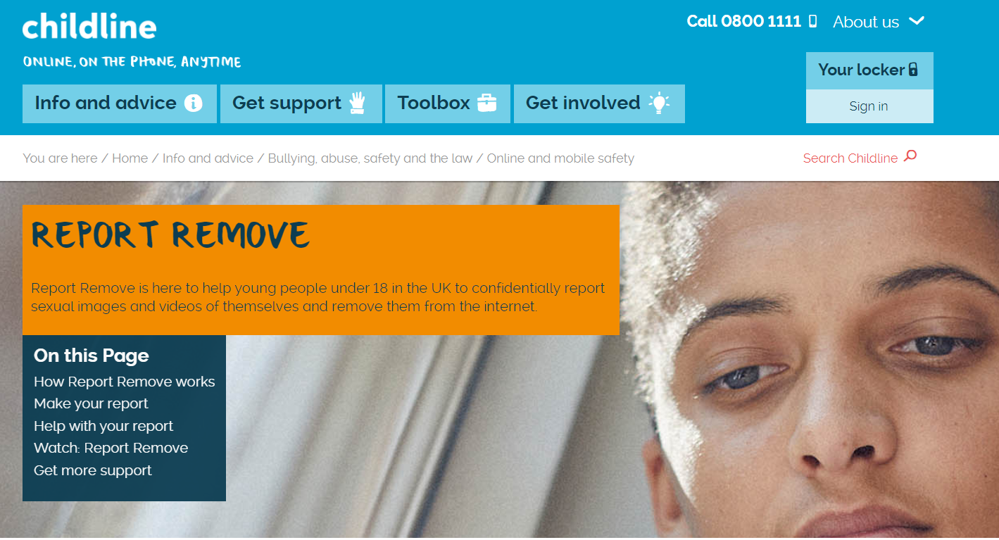 childline
ONLINE, ON THE PHONE, ANYTIME
Call 0800 1111
About us
Your locker
Sign in
Info and advice
Get support
Toolbox
Get involved
You are here / Home / Info and advice / Bullying, abuse, safety and the law / Online and mobile safety
Search Childline
REPORT REMOVE
Report Remove is here to help young people under 18 in the UK to confidentially report
sexual images and videos of themselves and remove them from the internet.
On this Page
How Report Remove works
Make your report
Help with your report
Watch: Report Remove
Get more support